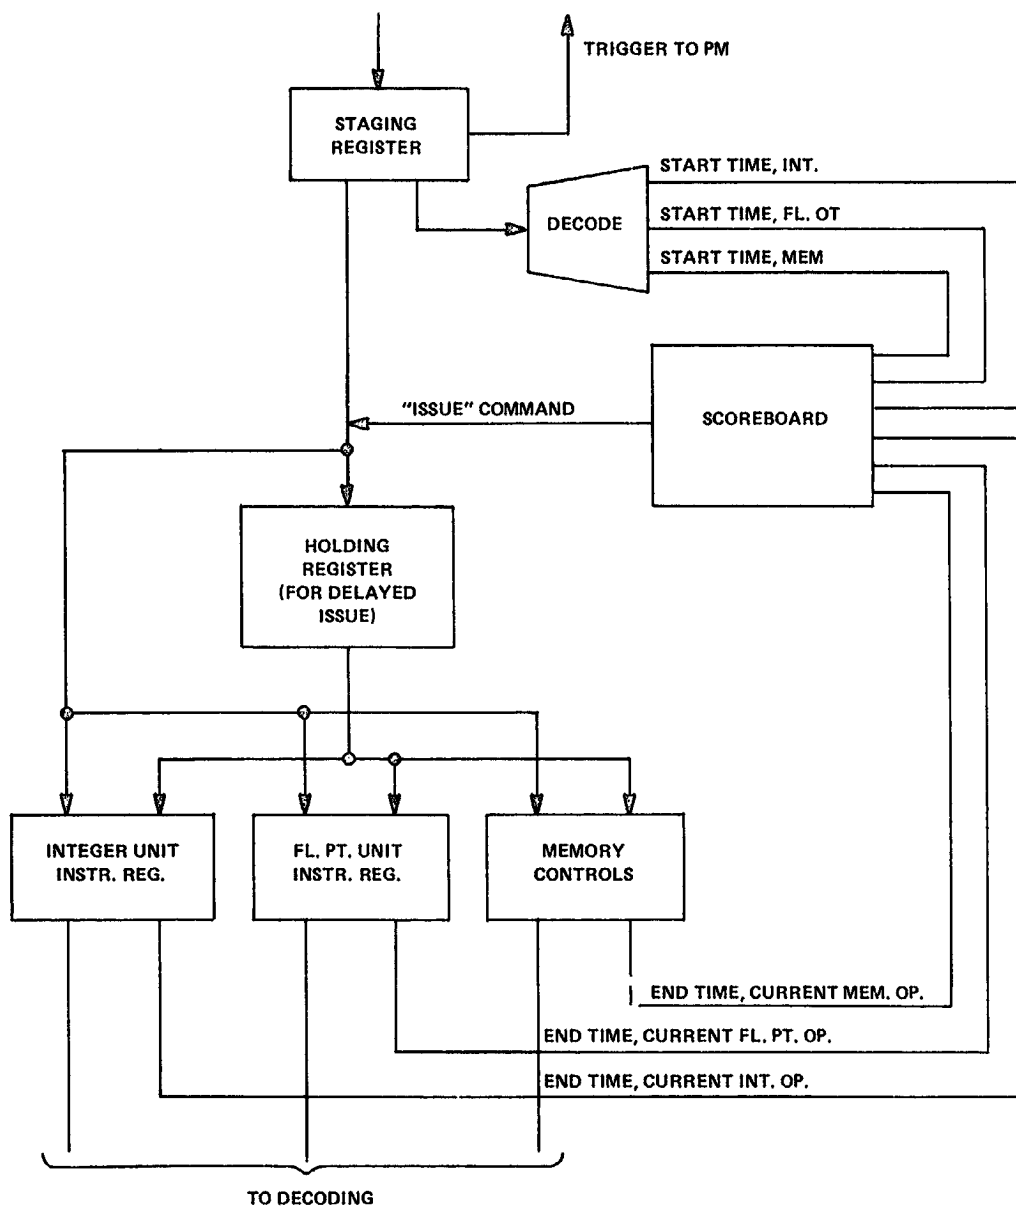 TRIGGER TO PM
STAGING
REGISTER
START TIME, INT.
DECODE
START TIME, FL. OT
START TIME, MEM
"ISSUE" COMMAND
SCOREBOARD
HOLDING
REGISTER
(FOR DELAYED
ISSUE)
INTEGER UNIT
INSTR. REG.
FL. PT. UNIT
INSTR. REG.
MEMORY
CONTROLS
END TIME, CURRENT MEM. OP.
END TIME, CURRENT FL. PT. OP.
END TIME, CURRENT INT. OP.
TO DECODING